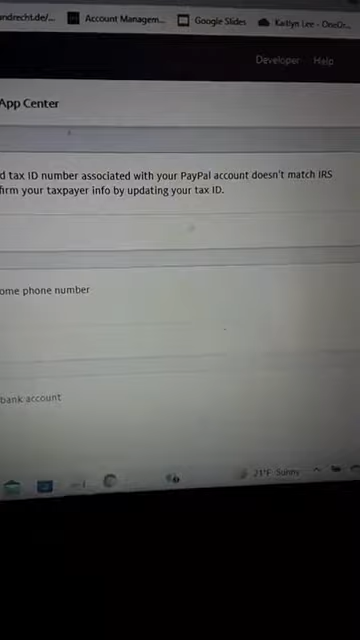 andrecht.de/... Account Managem... Google Slides Kaitlyn Lee - OneDr...
Developer Help
App Center
d tax ID number associated with your PayPal account doesn't match IRS
firm your taxpayer info by updating your tax ID.
ome phone number
bank account
21°F Sunny